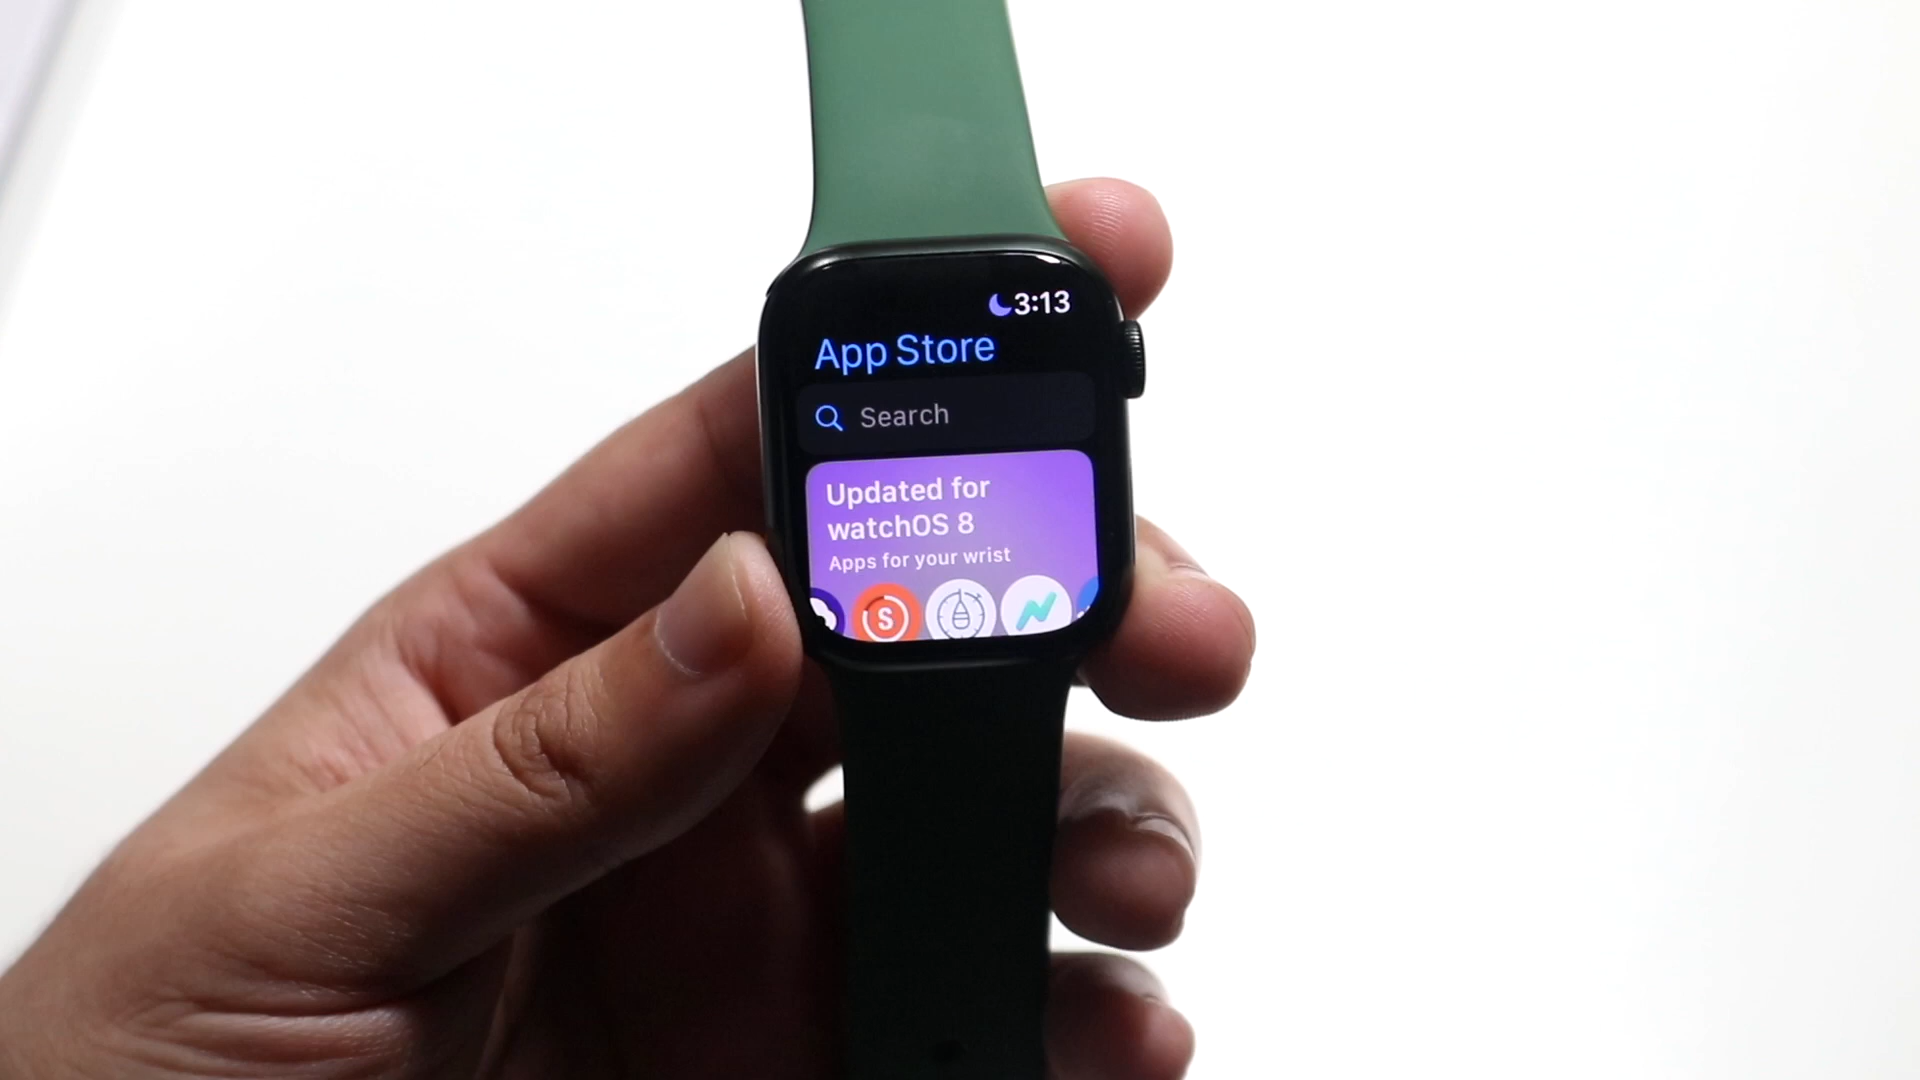 3:13
App Store
Search
Updated for
watchOS 8
Apps for your wrist
S